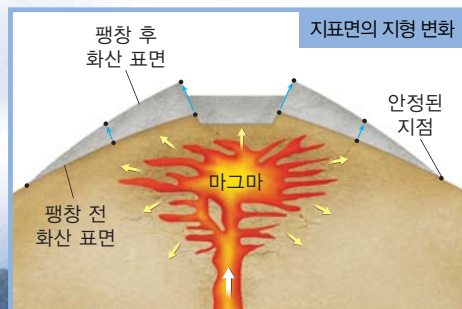 지표면의 지형 변화
팽창 후
화산 표면
안정된
지점
마그마
팽창 전
화산 표면